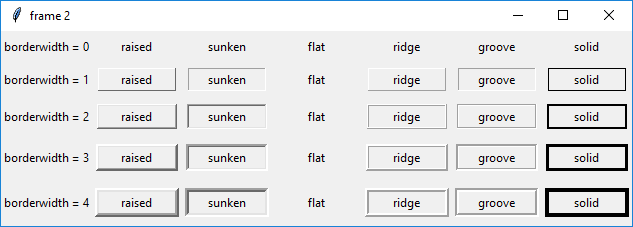 frame 2
borderwidth = 0 raised sunken flat ridge groove solid
borderwidth = 1 raised sunken flat ridge groove solid
borderwidth = 2 raised sunken flat ridge groove solid
borderwidth = 3 raised sunken flat ridge groove solid
borderwidth = 4 raised sunken flat ridge groove solid